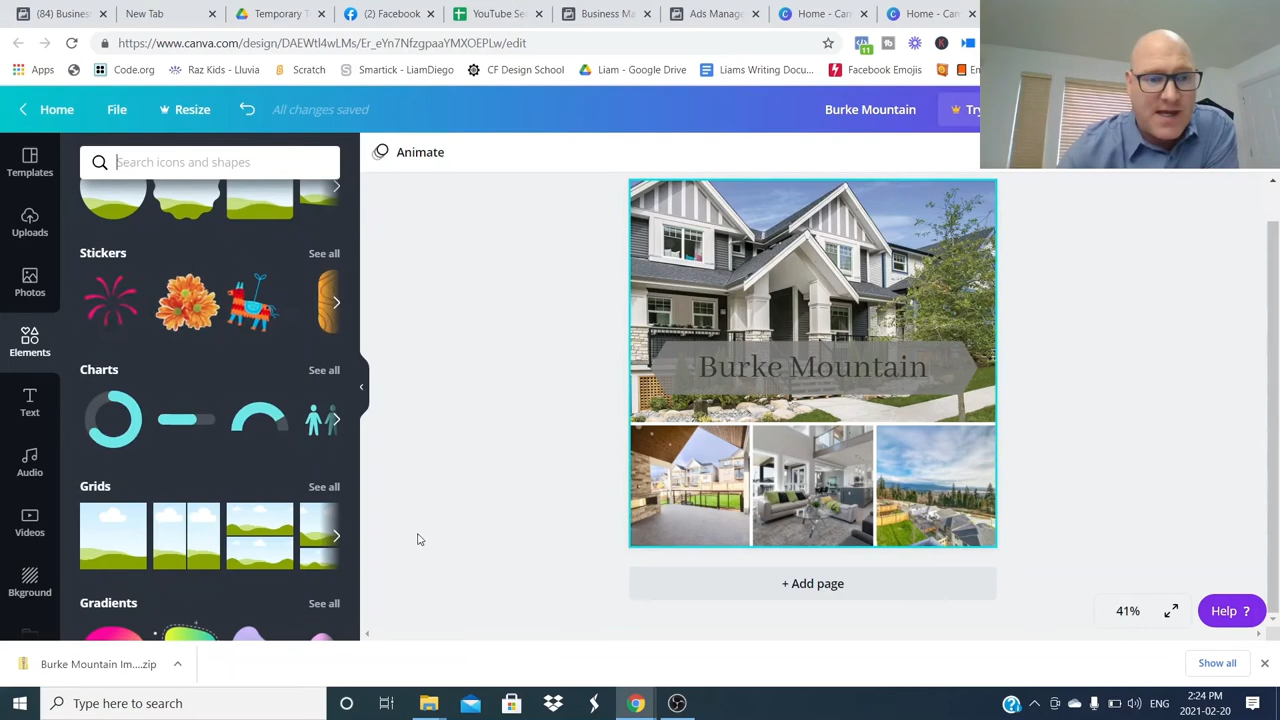 (84) Business
New Tab
Temporary T
(2) Facebook
YouTube Se
Business Ma
Ads Manage
Home - Can
Home - Can
https://www.canva.com/design/DAEWtl4wLMs/Er_eYn7NfzgpaaYMXOEPLw/edit
11
Apps
Code.org
Raz Kids - Lluvia
Scratch
Smartick - LiamDiego
CF Design School
Liam - Google Drive
Liams Writing Docu...
Facebook Emojis
Em
Home
File
Resize
All changes saved
Burke Mountain
Try
Templates
Search icons and shapes
Animate
Uploads
Photos
Elements
Text
Audio
Videos
Bkground
Stickers
See all
Charts
See all
Grids
See all
Gradients
See all
Burke Mountain
+ Add page
41%
Help ?
Burke Mountain Im....zip
Show all
Type here to search
ENG
2:24 PM
2021-02-20